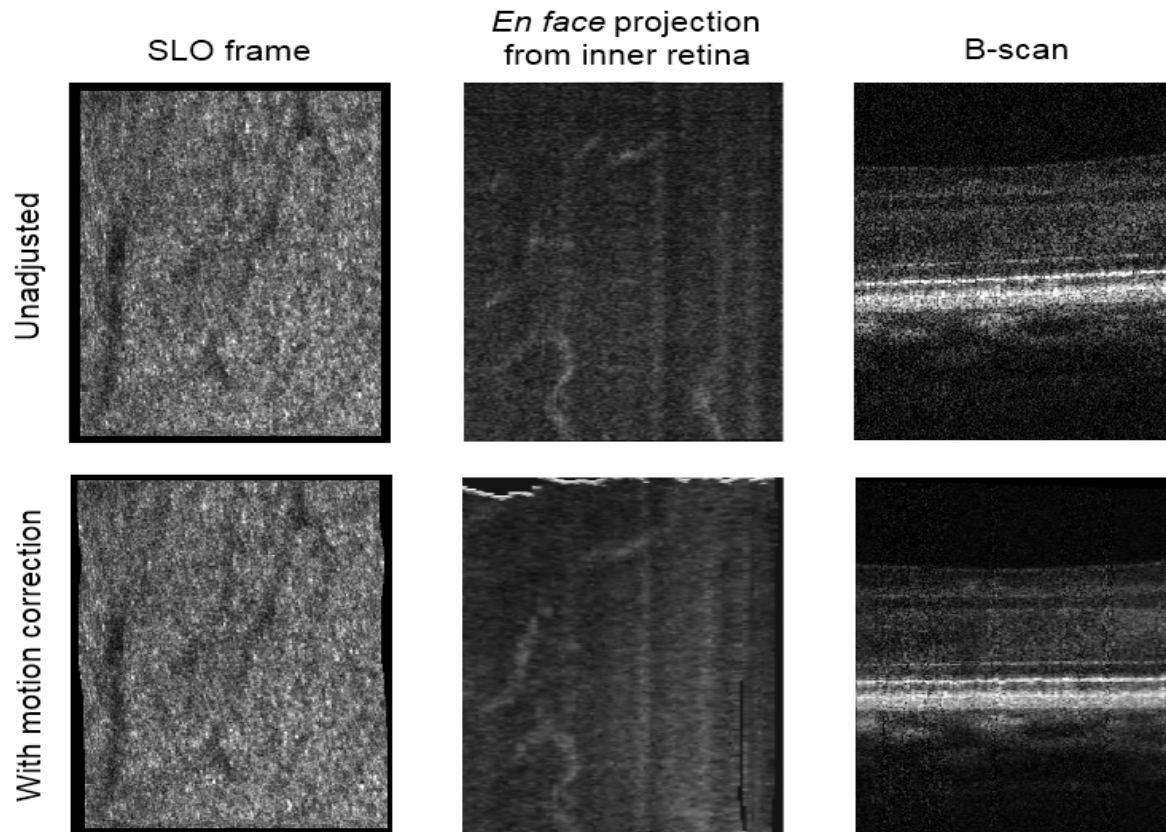 SLO frame
En face projection
from inner retina
B-scan
Unadjusted
With motion correction